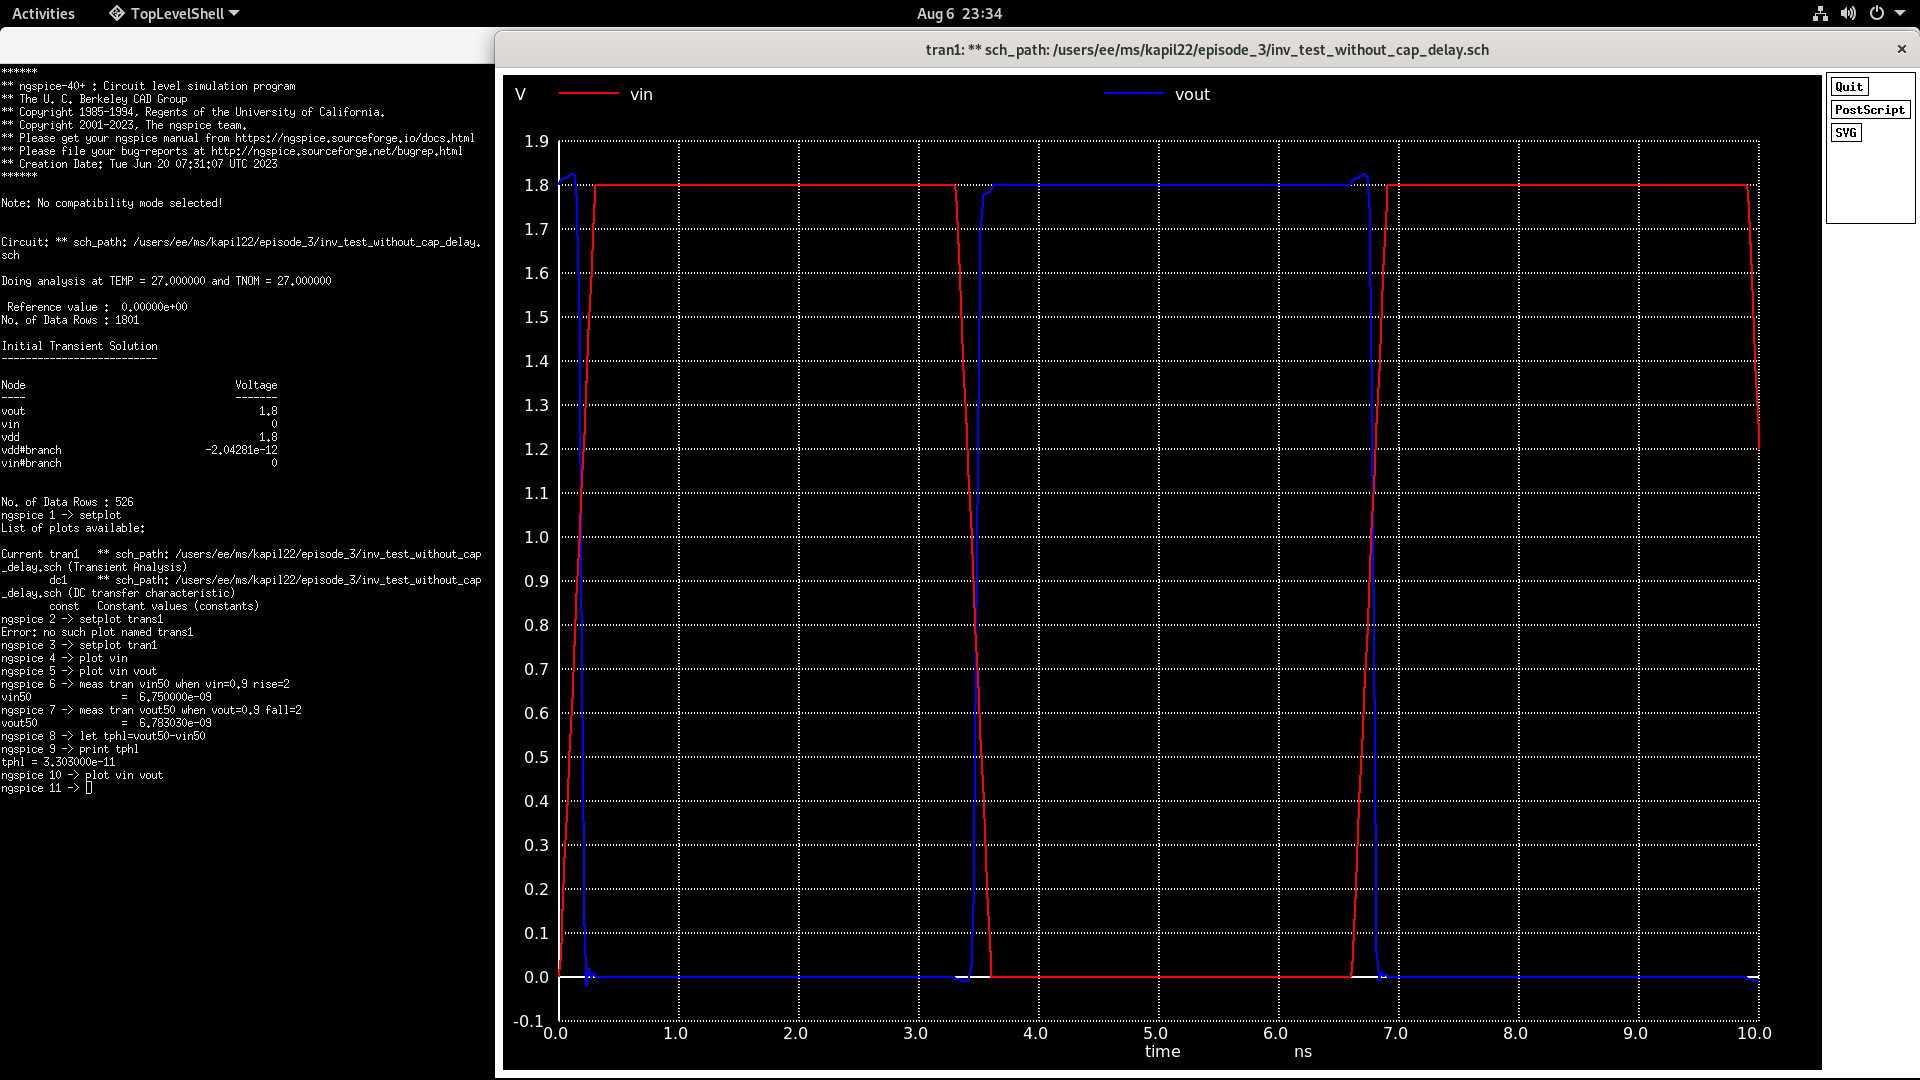 Activities
TopLevelShell
Aug 6 23:34
tran1: ** sch_path: /users/ee/ms/kapil22/episode_3/inv_test_without_cap_delay.sch
******
** ngspice-40+ : Circuit level simulation program
** The U. C. Berkeley CAD Group
** Copyright 1985-1994, Regents of the University of California.
** Copyright 2001-2023, The ngspice team.
** Please get your ngspice manual from https://ngspice.sourceforge.io/docs.html
** Please file your bug-reports at http://ngspice.sourceforge.net/bugrep.html
** Creation Date: Tue Jun 20 07:31:07 UTC 2023
******
Note: No compatibility mode selected!
Circuit: ** sch_path: /users/ee/ms/kapil22/episode_3/inv_test_without_cap_delay.
sch
Doing analysis at TEMP = 27.000000 and TNOM = 27.000000
Reference value : 0.00000e+00
No. of Data Rows : 1801
Initial Transient Solution
--------------------------
Node Voltage
---- -------
vout 1.8
vin 0
vdd 1.8
vdd#branch -2.04281e-12
vin#branch 0
No. of Data Rows : 526
ngspice 1 -> setplot
List of plots available:
Current tran1 ** sch_path: /users/ee/ms/kapil22/episode_3/inv_test_without_cap
_delay.sch (Transient Analysis)
dc1 ** sch_path: /users/ee/ms/kapil22/episode_3/inv_test_without_cap
_delay.sch (DC transfer characteristic)
const Constant values (constants)
ngspice 2 -> setplot trans1
Error: no such plot named trans1
ngspice 3 -> setplot tran1
ngspice 4 -> plot vin
ngspice 5 -> plot vin vout
ngspice 6 -> meas tran vin50 when vin=0.9 rise=2
vin50 = 6.750000e-09
ngspice 7 -> meas tran vout50 when vout=0.9 fall=2
vout50 = 6.783030e-09
ngspice 8 -> let tphl=vout50-vin50
ngspice 9 -> print tphl
tphl = 3.303000e-11
ngspice 10 -> plot vin vout
ngspice 11 ->
V vin vout
1.9
1.8
1.7
1.6
1.5
1.4
1.3
1.2
1.1
1.0
0.9
0.8
0.7
0.6
0.5
0.4
0.3
0.2
0.1
0.0
-0.1
0.0 1.0 2.0 3.0 4.0 5.0 6.0 7.0 8.0 9.0 10.0
time ns
Quit
PostScript
SVG